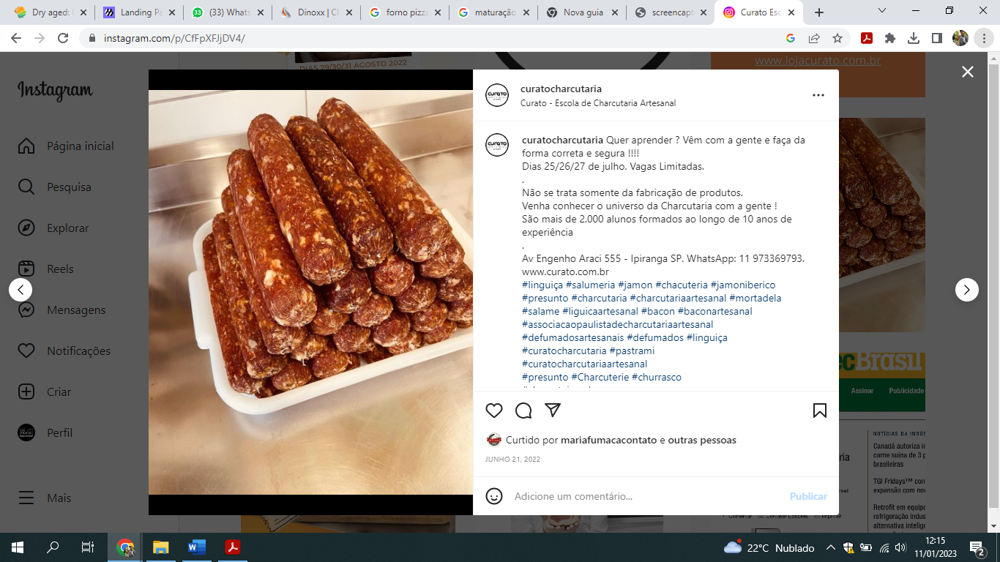 Dry aged:
Landing Pa
(33) Whats
Dinoxx | Cl
forno pizza
maturação
Nova guia
screencapt
Curato Esc
instagram.com/p/CfFpXFJjDV4/
DIAS 29/30/31 AGOSTO 2022
www.lojacurato.com.br
Instagram
Página inicial
Pesquisa
Explorar
Reels
Mensagens
Notificações
Criar
Perfil
Mais
curatocharcutaria
Curato - Escola de Charcutaria Artesanal
curatocharcutaria Quer aprender ? Vêm com a gente e faça da
forma correta e segura !!!!
Dias 25/26/27 de julho. Vagas Limitadas.
.
Não se trata somente da fabricação de produtos.
Venha conhecer o universo da Charcutaria com a gente !
São mais de 2.000 alunos formados ao longo de 10 anos de
experiência
.
Av Engenho Araci 555 - Ipiranga SP. WhatsApp: 11 973369793.
www.curato.com.br
#linguiça #salumeria #jamon #chacuteria #jamoniberico
#presunto #charcutaria #charcutariaartesanal #mortadela
#salame #liguicaartesanal #bacon #baconartesanal
#associacaopaulistadecharcutariaartesanal
#defumadosartesanais #defumados #linguiça
#curatocharcutaria #pastrami
#curatocharcutariaartesanal
#presunto #Charcuterie #churrasco
Curtido por mariafumacacontato e outras pessoas
JUNHO 21, 2022
Adicione um comentário...
Publicar
ecBrasil
Assinar Publicidade
NOTÍCIAS DA INDÚS
Canadá autoriza in
carne suína de 3 p
brasileiras
TGI Fridays™ con
expansão com nov
Retrofit em equipa
refrigeração indus
alternativa intelige
22°C Nublado
12:15
11/01/2023
2